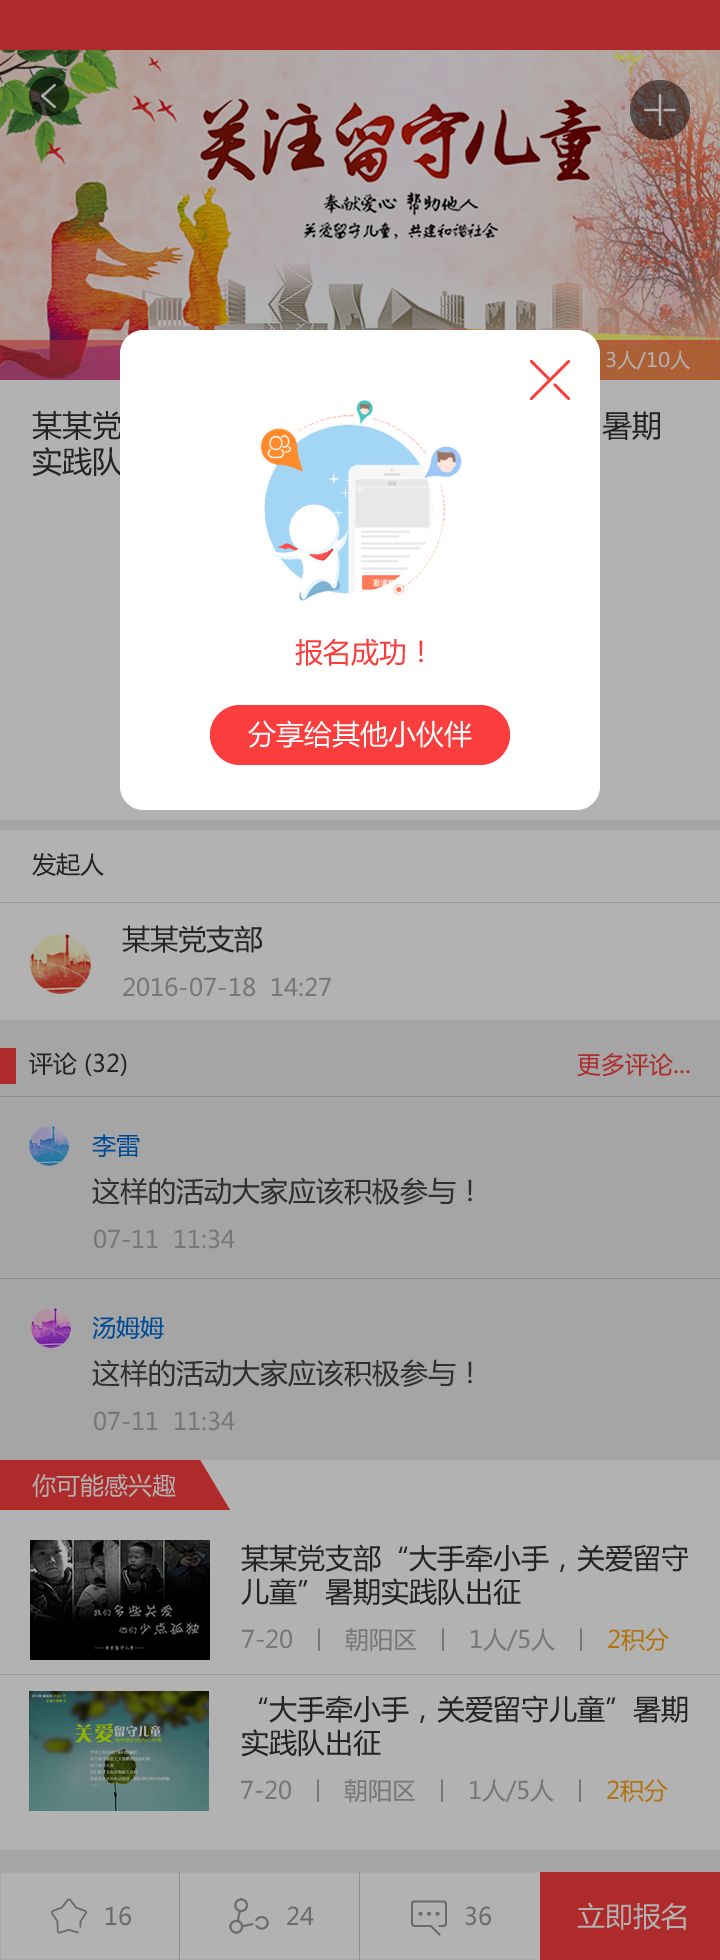 关注留守儿童
奉献爱心 帮助他人
关爱留守儿童、共建和谐社会
3人/10人
某某党
暑期
实践队
报名成功！
分享给其他小伙伴
发起人
某某党支部
2016-07-18 14:27
评论 (32)
更多评论...
李雷
这样的活动大家应该积极参与！
07-11 11:34
汤姆姆
这样的活动大家应该积极参与！
07-11 11:34
你可能感兴趣
我们多些关爱
他们少点孤独
某某党支部“大手牵小手，关爱留守
儿童”暑期实践队出征
7-20 | 朝阳区 | 1人/5人 | 2积分
关爱留守儿童
“大手牵小手，关爱留守儿童”暑期
实践队出征
7-20 | 朝阳区 | 1人/5人 | 2积分
16
24
36
立即报名